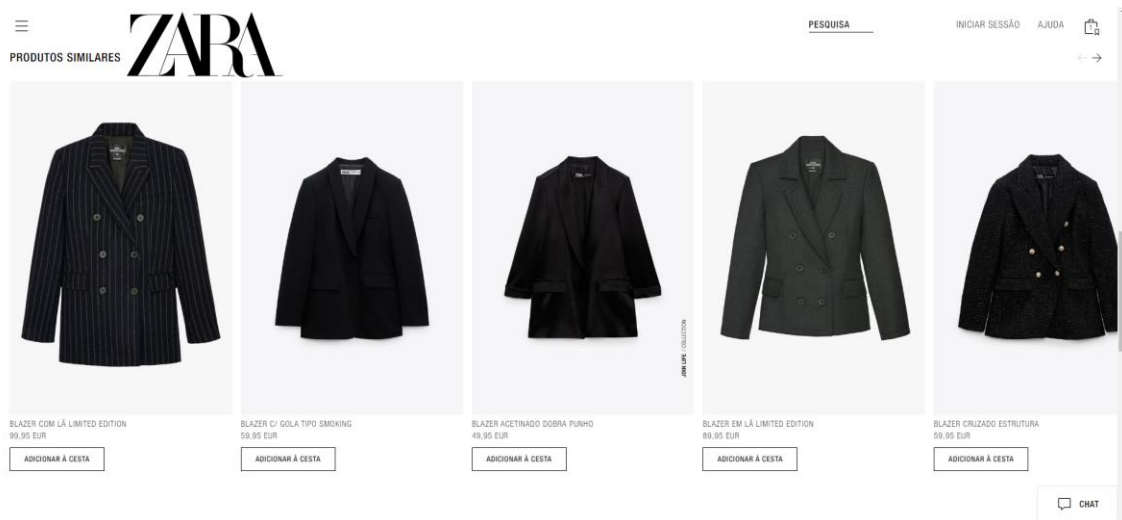 ZARA
PESQUISA
INICIAR SESSÃO
AJUDA
PRODUTOS SIMILARES
JOIN LIFE / COLLECTION
BLAZER COM LÃ LIMITED EDITION
99,95 EUR
ADICIONAR À CESTA
BLAZER C/ GOLA TIPO SMOKING
59,95 EUR
ADICIONAR À CESTA
BLAZER ACETINADO DOBRA PUNHO
49,95 EUR
ADICIONAR À CESTA
BLAZER EM LÃ LIMITED EDITION
89,95 EUR
ADICIONAR À CESTA
BLAZER CRUZADO ESTRUTURA
59,95 EUR
ADICIONAR À CESTA
CHAT